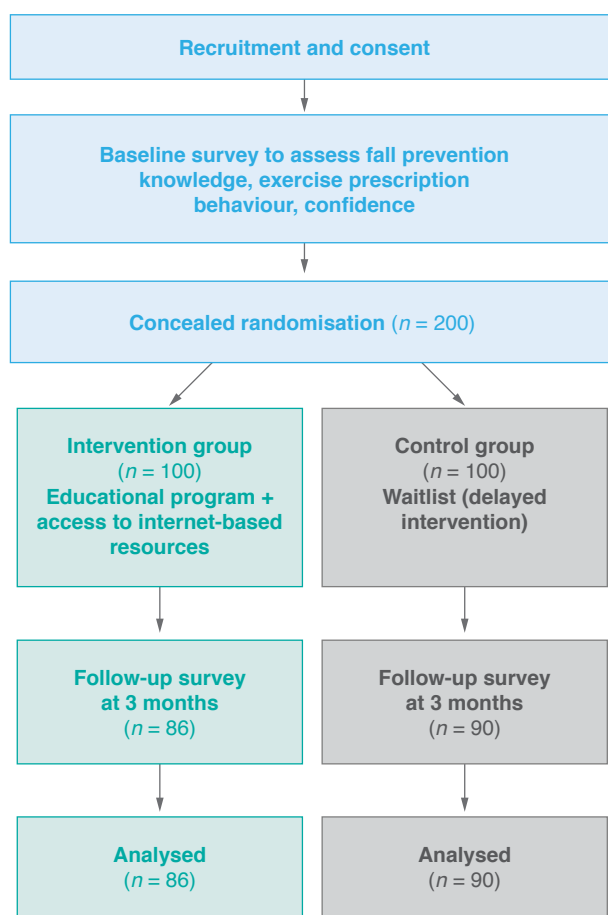 Recruitment and consent
Baseline survey to assess fall prevention
knowledge, exercise prescription
behaviour, confidence
Concealed randomisation (n = 200)
Intervention group
(n = 100)
Educational program +
access to internet-based
resources
Control group
(n = 100)
Waitlist (delayed
intervention)
Follow-up survey
at 3 months
(n = 86)
Follow-up survey
at 3 months
(n = 90)
Analysed
(n = 86)
Analysed
(n = 90)